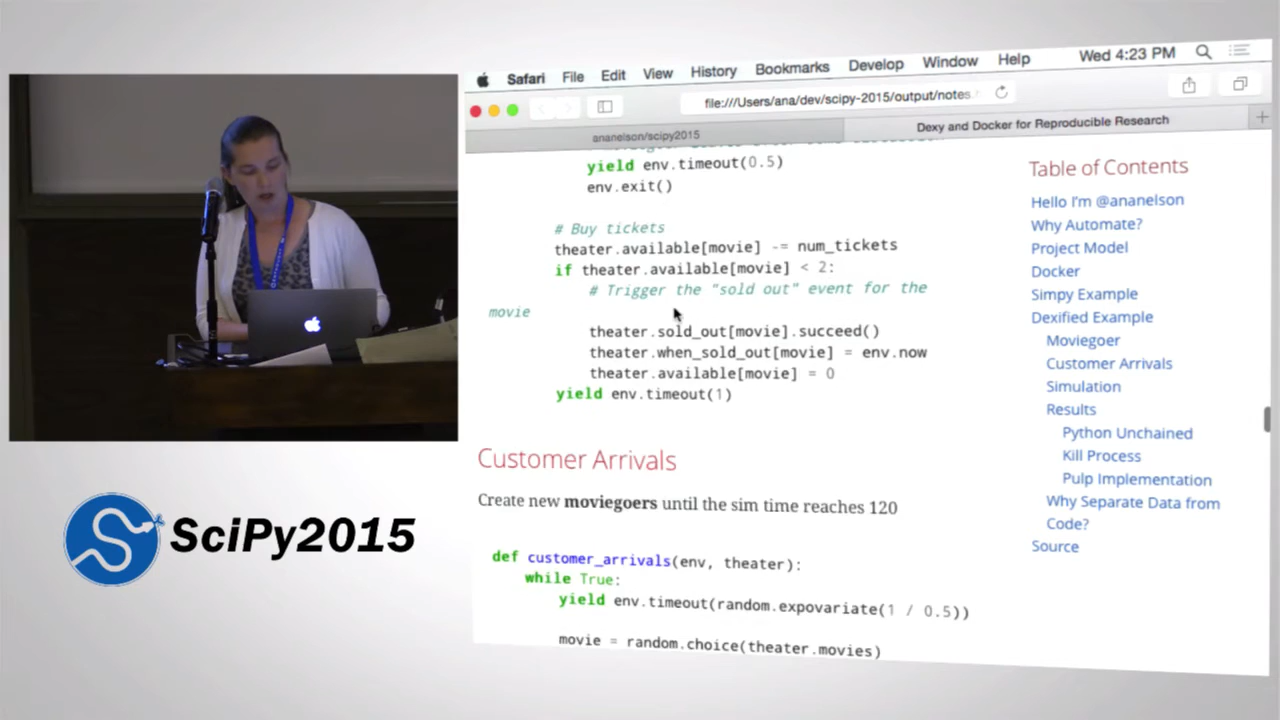 Safari File Edit View History Bookmarks Develop Window Help Wed 4:23 PM
file:///Users/ana/dev/scipy-2015/output/notes.
ananelson/scipy2015
Dexy and Docker for Reproducible Research
yield env.timeout(0.5)
env.exit()
# Buy tickets
theater.available[movie] -= num_tickets
if theater.available[movie] < 2:
# Trigger the "sold out" event for the
movie
theater.sold_out[movie].succeed()
theater.when_sold_out[movie] = env.now
theater.available[movie] = 0
yield env.timeout(1)
Customer Arrivals
Create new moviegoers until the sim time reaches 120
def customer_arrivals(env, theater):
while True:
yield env.timeout(random.expovariate(1 / 0.5))
movie = random.choice(theater.movies)
Table of Contents
Hello I'm @ananelson
Why Automate?
Project Model
Docker
Simpy Example
Dexified Example
Moviegoer
Customer Arrivals
Simulation
Results
Python Unchained
Kill Process
Pulp Implementation
Why Separate Data from
Code?
Source
SciPy2015